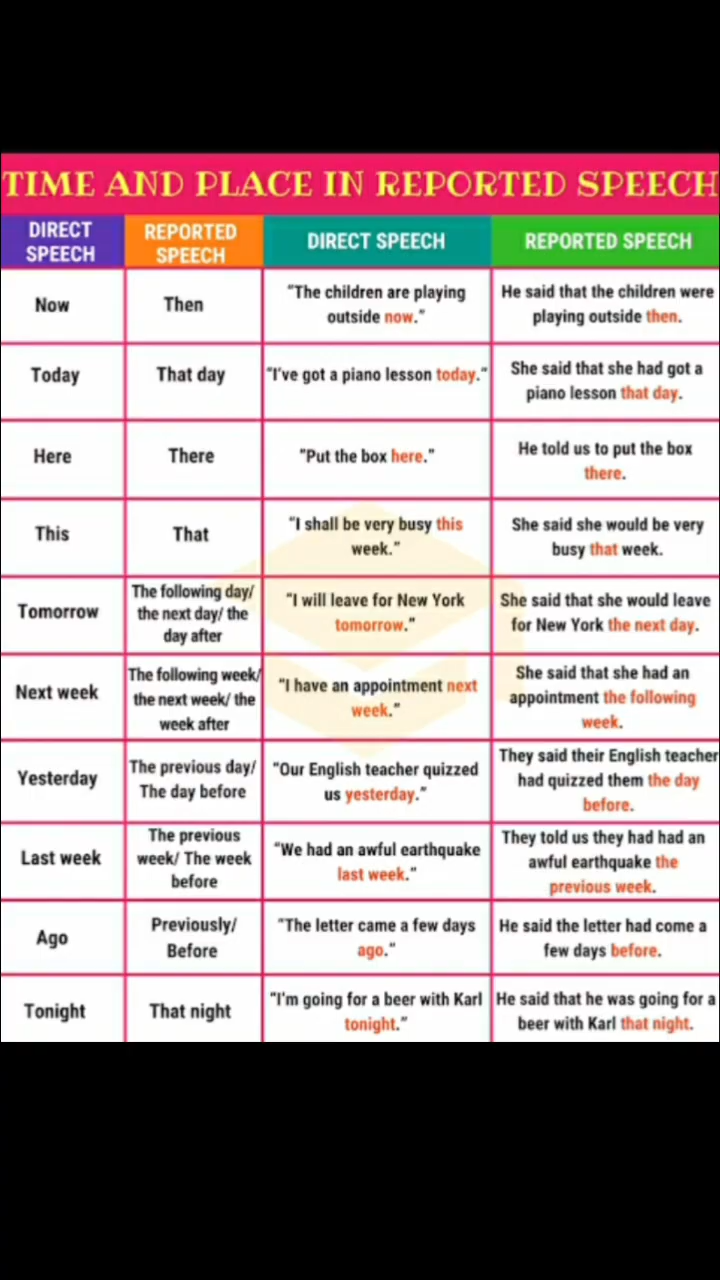 TIME AND PLACE IN REPORTED SPEECH
DIRECT
SPEECH
REPORTED
SPEECH
DIRECT SPEECH
REPORTED SPEECH
Now
Then
"The children are playing
outside now."
He said that the children were
playing outside then.
Today
That day
"I've got a piano lesson today."
She said that she had got a
piano lesson that day.
Here
There
"Put the box here."
He told us to put the box
there.
This
That
"I shall be very busy this
week."
She said she would be very
busy that week.
Tomorrow
The following day/
the next day/ the
day after
"I will leave for New York
tomorrow."
She said that she would leave
for New York the next day.
Next week
The following week/
the next week/ the
week after
"I have an appointment next
week."
She said that she had an
appointment the following
week.
Yesterday
The previous day/
The day before
"Our English teacher quizzed
us yesterday."
They said their English teacher
had quizzed them the day
before.
Last week
The previous
week/ The week
before
"We had an awful earthquake
last week."
They told us they had had an
awful earthquake the
previous week.
Ago
Previously/
Before
"The letter came a few days
ago."
He said the letter had come a
few days before.
Tonight
That night
"I'm going for a beer with Karl
tonight."
He said that he was going for a
beer with Karl that night.